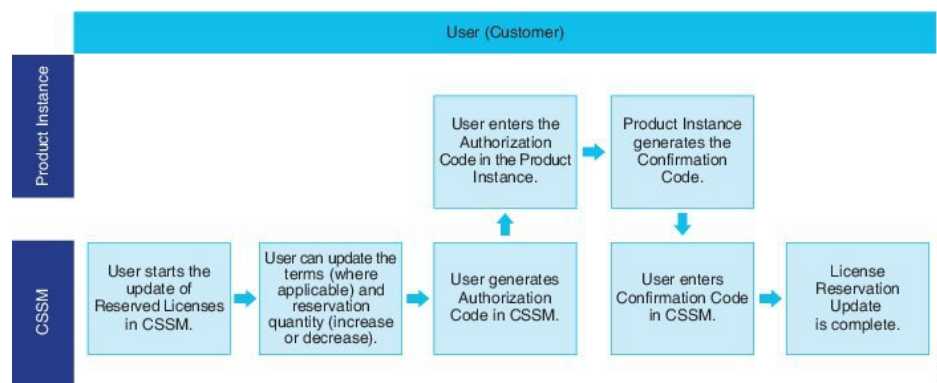 User (Customer)
Product Instance
User enters the
Authorization
Code in the Product
Instance.
Product Instance
generates the
Confirmation
Code.
CSSM
User starts the
update of
Reserved Licenses
in CSSM.
User can update the
terms (where
applicable) and
reservation
quantity (increase
or decrease).
User generates
Authorization
Code in CSSM.
User enters
Confirmation Code
in CSSM.
License
Reservation
Update
is complete.